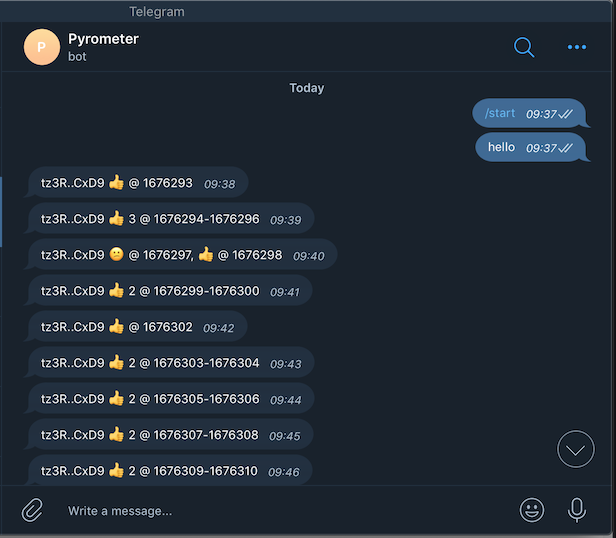 Telegram
P
Pyrometer
bot
Today
/start 09:37
hello 09:37
tz3R..CxD9 👍 @ 1676293 09:38
tz3R..CxD9 👍 3 @ 1676294-1676296 09:39
tz3R..CxD9 😕 @ 1676297, 👍 @ 1676298 09:40
tz3R..CxD9 👍 2 @ 1676299-1676300 09:41
tz3R..CxD9 👍 @ 1676302 09:42
tz3R..CxD9 👍 2 @ 1676303-1676304 09:43
tz3R..CxD9 👍 2 @ 1676305-1676306 09:44
tz3R..CxD9 👍 2 @ 1676307-1676308 09:45
tz3R..CxD9 👍 2 @ 1676309-1676310 09:46
Write a message...